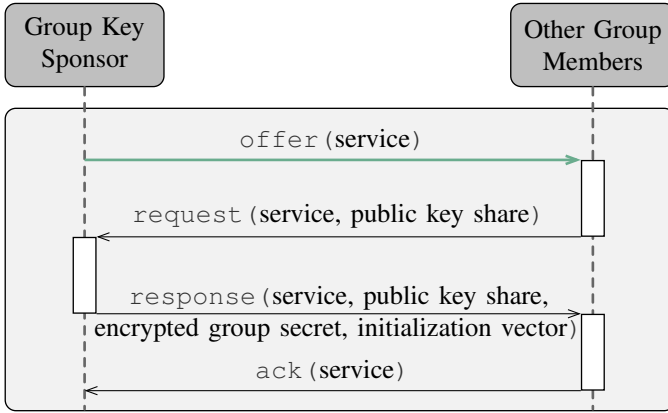 Group Key
Sponsor
Other Group
Members
offer(service)
request(service, public key share)
response(service, public key share,
encrypted group secret, initialization vector)
ack(service)